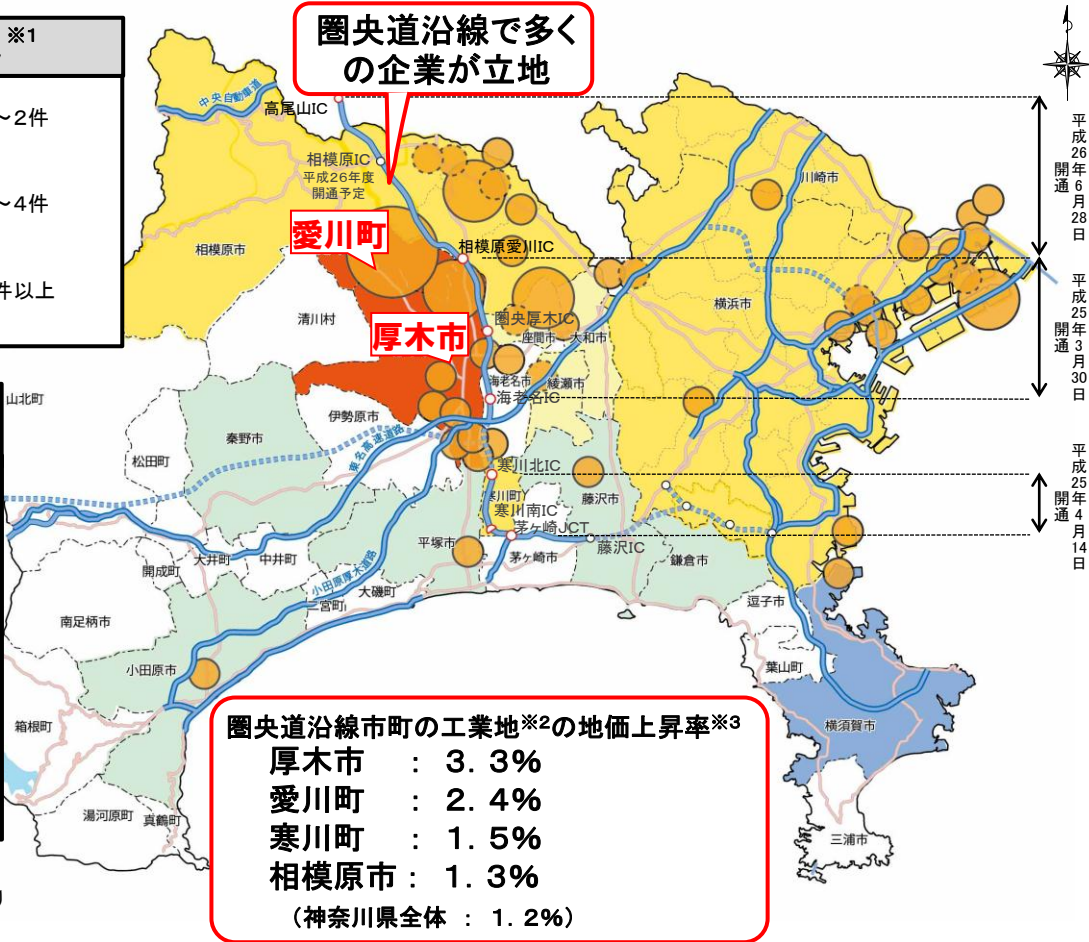 ※1
～2件
～4件
件以上
圏央道沿線で多く
の企業が立地
中央自動車道
高尾山IC
相模原IC
平成26年度
開通予定
愛川町
相模原市
相模原愛川IC
川崎市
横浜市
清川村
圏央厚木IC
座間市
大和市
厚木市
海老名市
綾瀬市
海老名IC
山北町
伊勢原市
秦野市
東名高速道路
松田町
寒川北IC
藤沢市
寒川町
寒川南IC
茅ヶ崎JCT
藤沢IC
平塚市
茅ヶ崎市
鎌倉市
大井町
中井町
開成町
小田原厚木道路
大磯町
二宮町
逗子市
南足柄市
小田原市
葉山町
箱根町
横須賀市
湯河原町
真鶴町
三浦市
平成26年6月28日
開通
平成25年3月30日
開通
平成25年4月14日
開通
圏央道沿線市町の工業地※2の地価上昇率※3
厚木市 ： 3．3％
愛川町 ： 2．4％
寒川町 ： 1．5％
相模原市： 1．3％
（神奈川県全体 ： 1．2％）